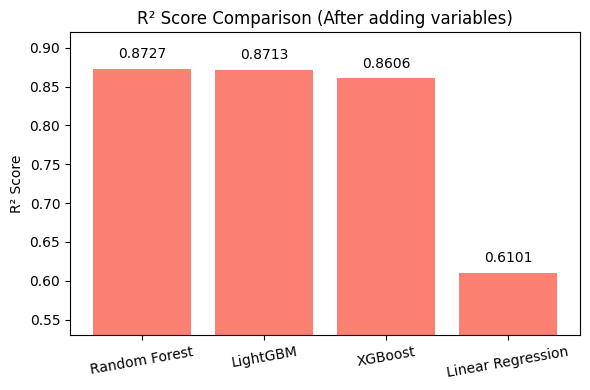 R² Score Comparison (After adding variables)
R² Score
0.90
0.85
0.80
0.75
0.70
0.65
0.60
0.55
0.8727
0.8713
0.8606
0.6101
Random Forest
LightGBM
XGBoost
Linear Regression